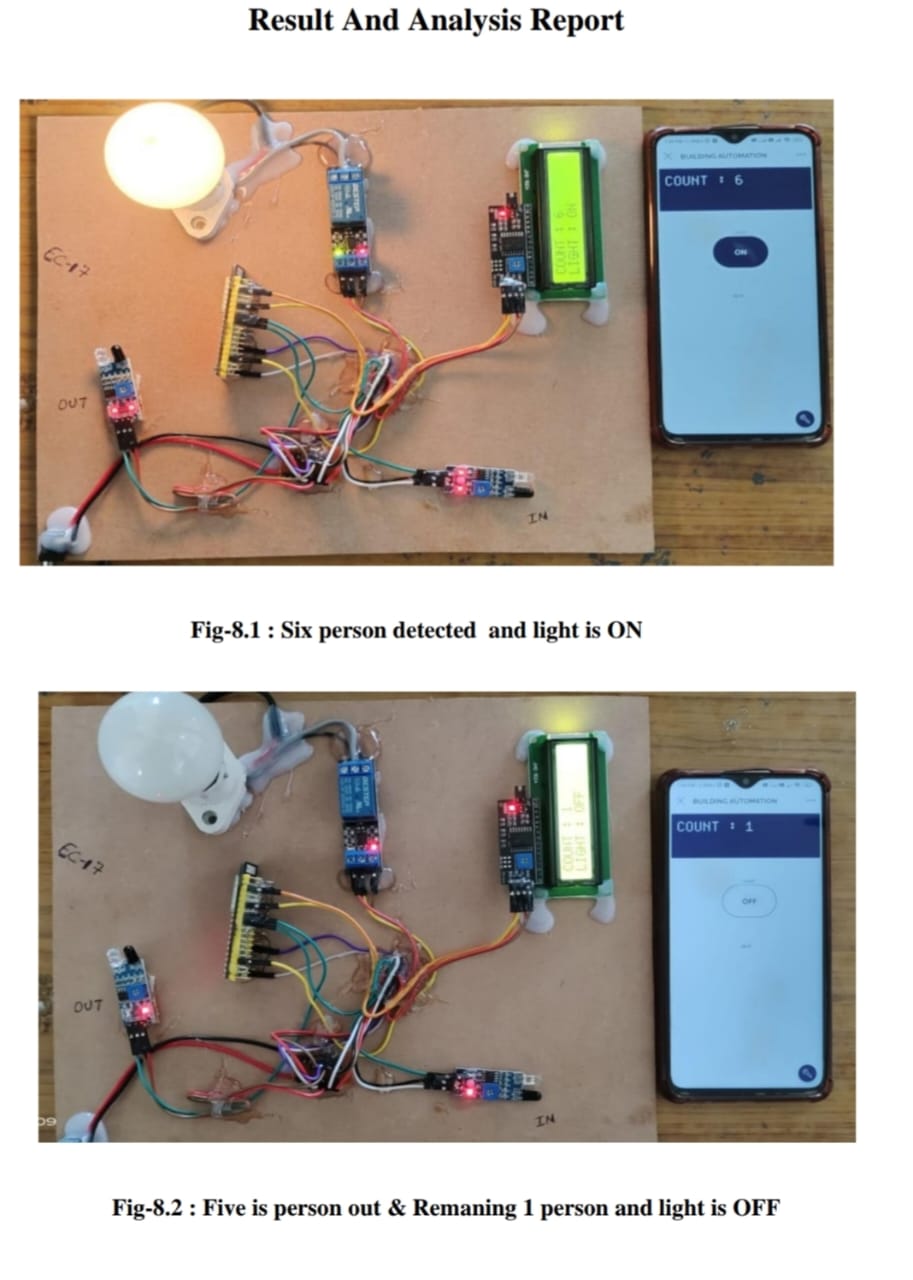 Result And Analysis Report
EC-17
COUNT : 6
LIGHT : ON
BUILDING AUTOMATION
COUNT : 6
ON
OUT
IN
Fig-8.1 : Six person detected and light is ON
EC-17
COUNT : 1
LIGHT : OFF
BUILDING AUTOMATION
COUNT : 1
OFF
OUT
IN
09
Fig-8.2 : Five is person out & Remaning 1 person and light is OFF